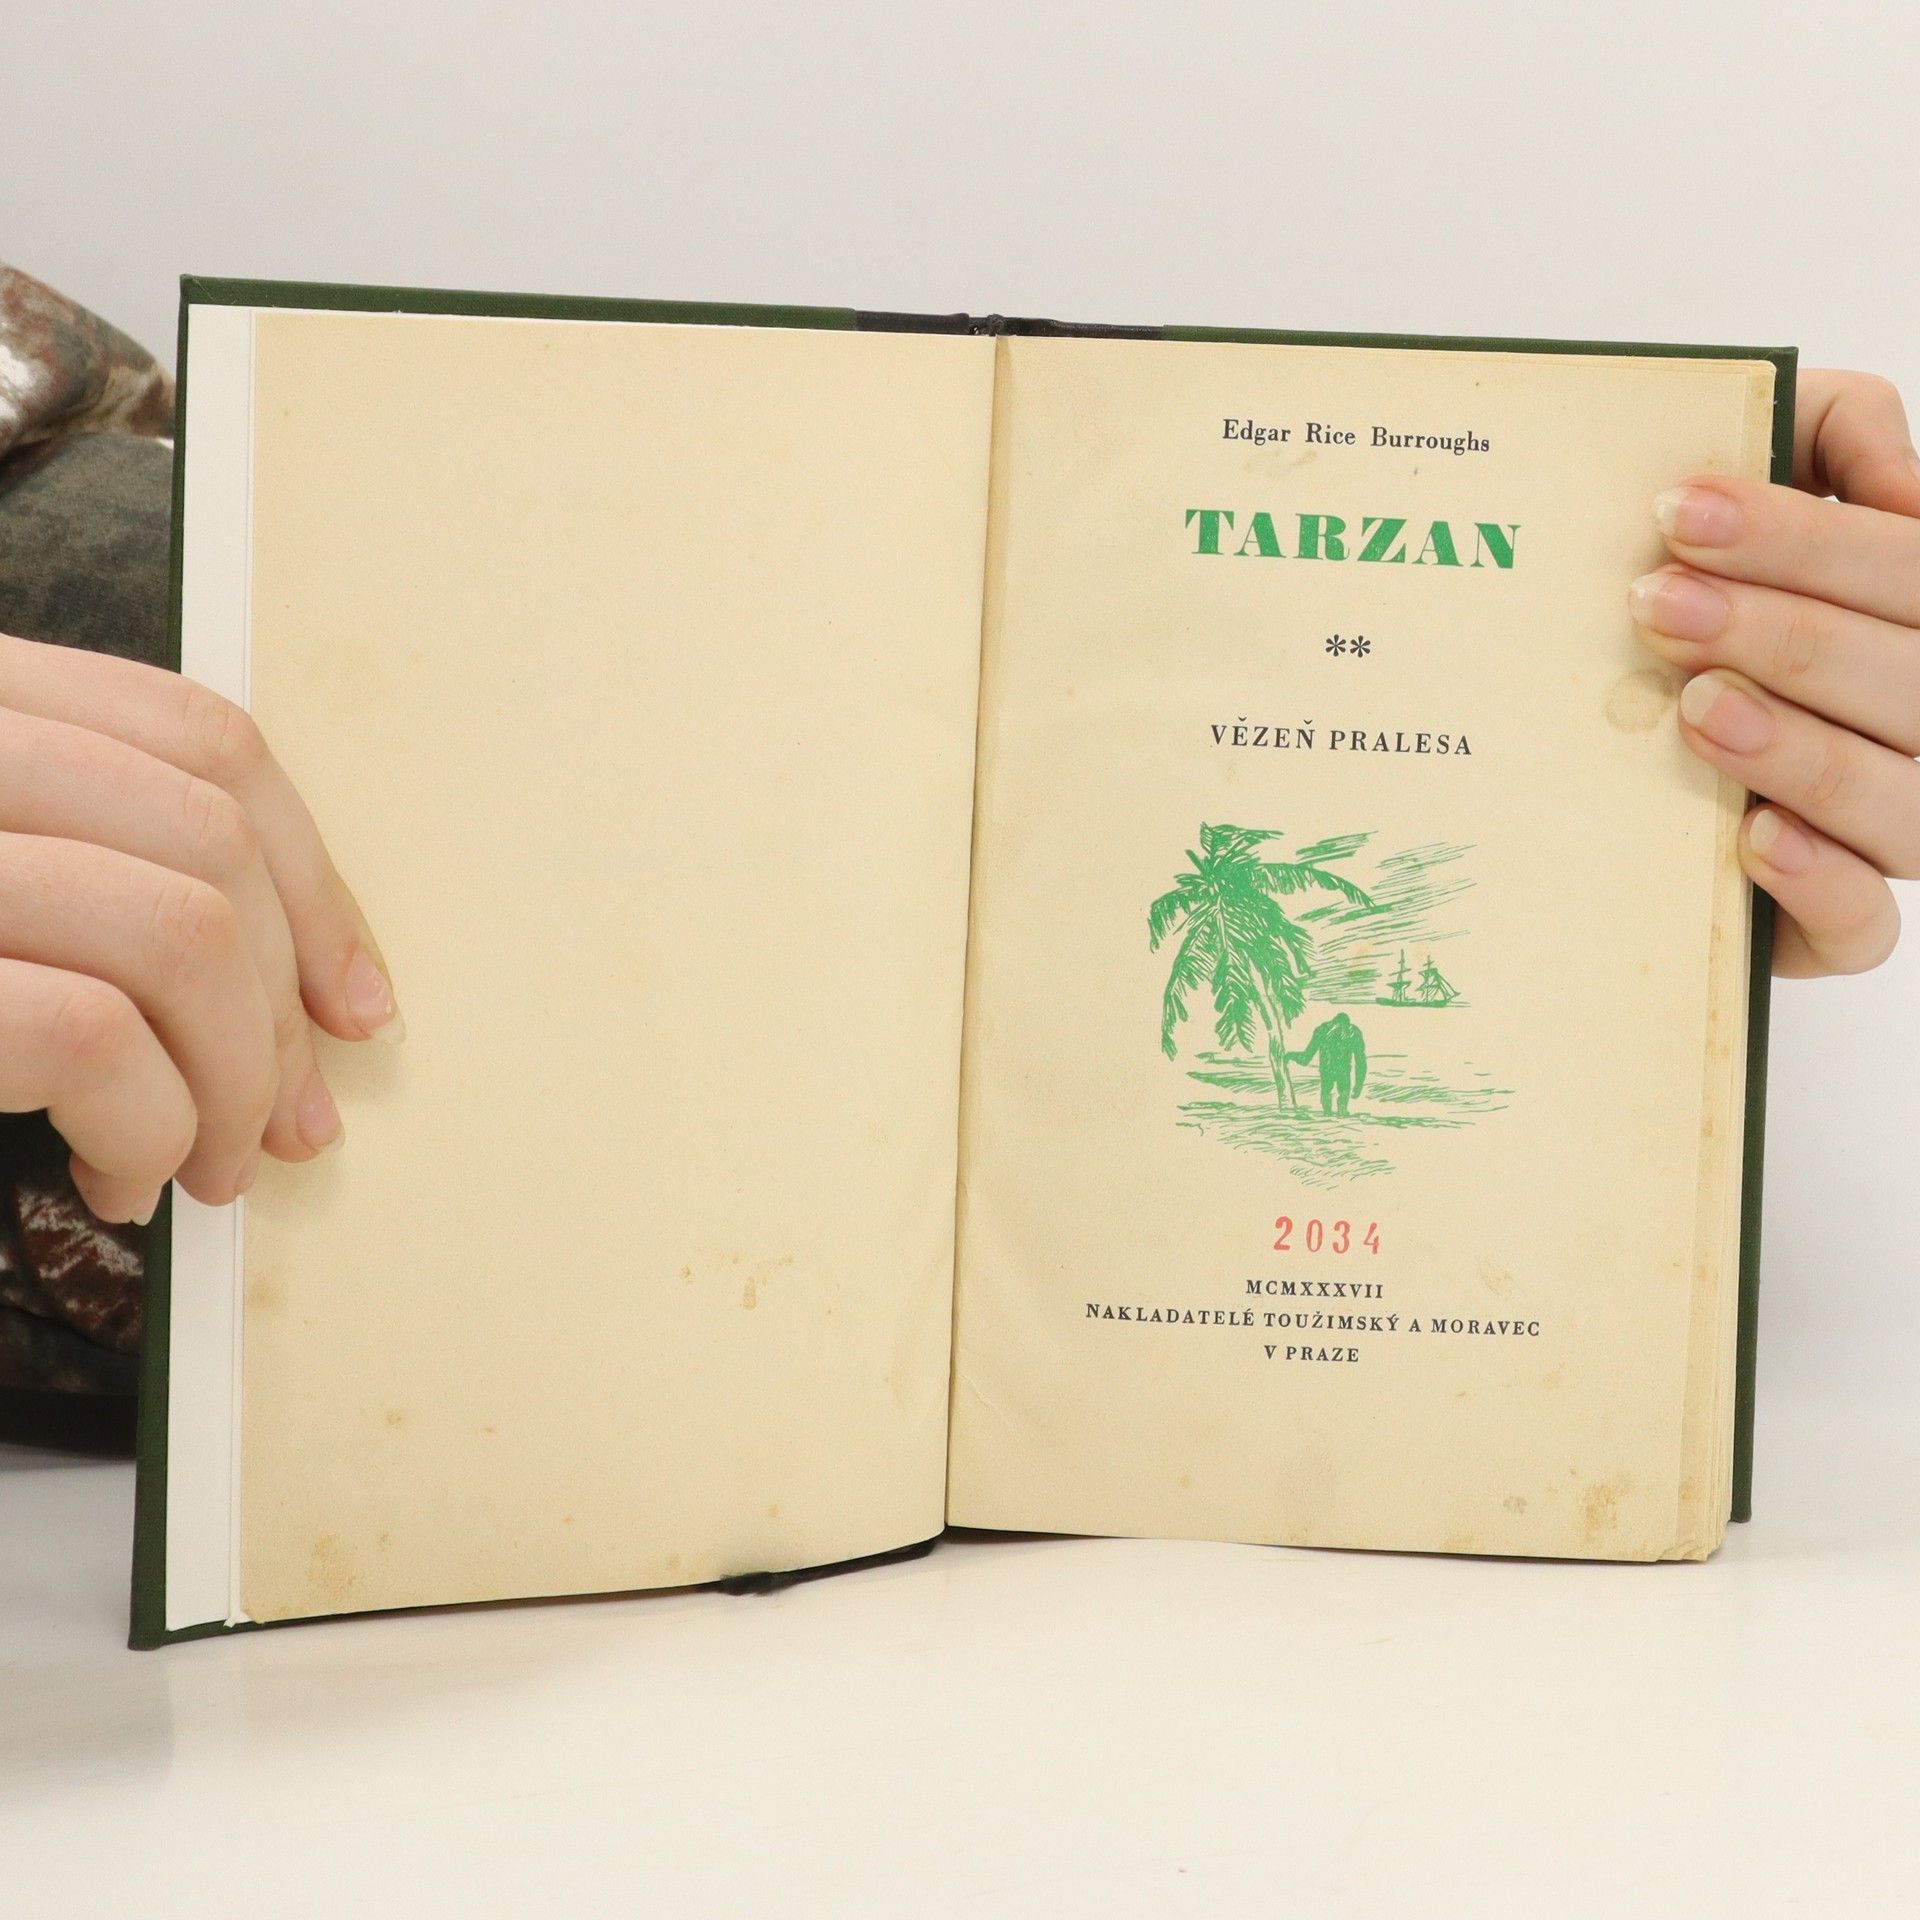 Edgar Rice Burroughs
TARZAN
**
VĚZEŇ PRALESA
2034
MCMXXXVII
NAKLADATELÉ TOUŽIMSKÝ A MORAVEC
V PRAZE